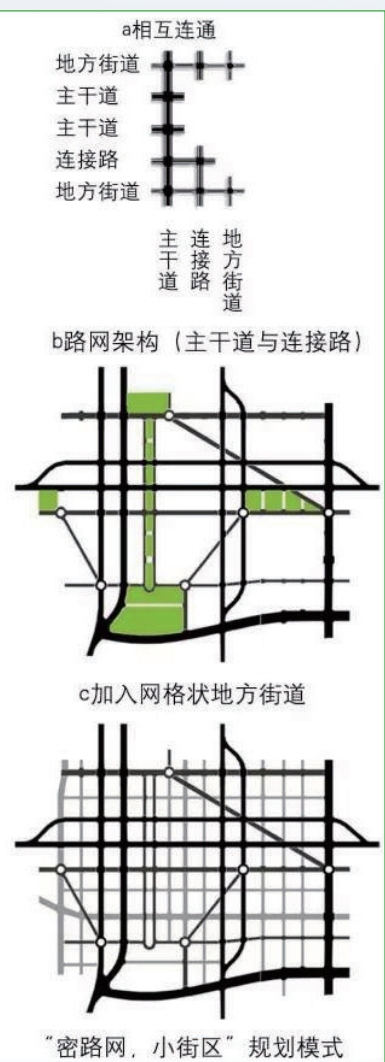 a相互连通
地方街道
主干道
主干道
连接路
地方街道
主干道
连接路
地方街道
b路网架构（主干道与连接路）
c加入网格状地方街道
“密路网，小街区”规划模式